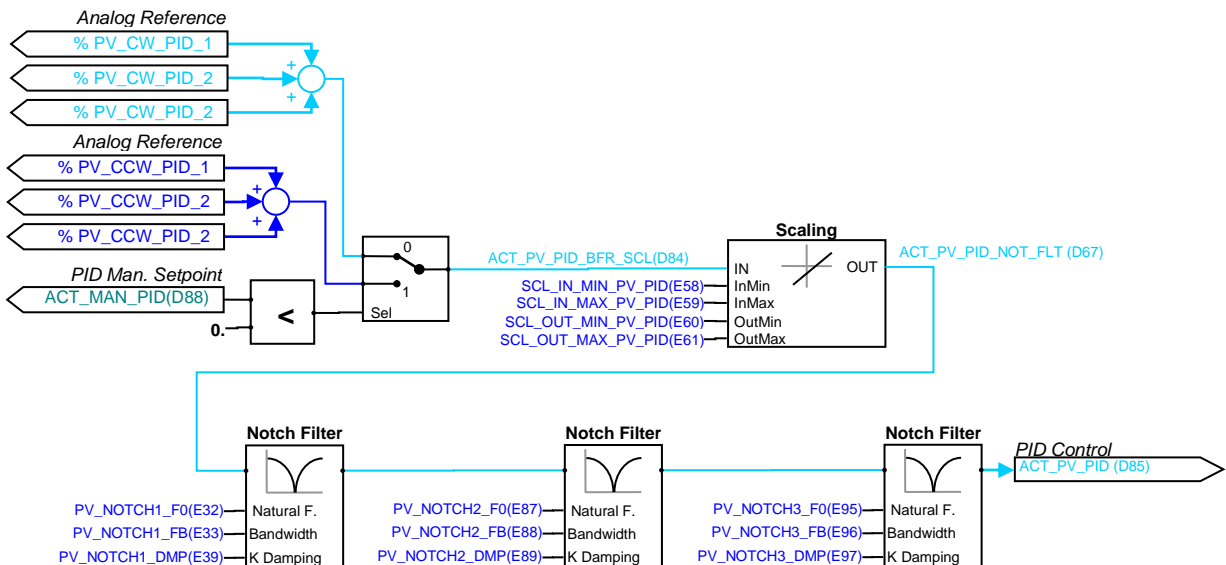 Analog Reference
% PV_CW_PID_1
% PV_CW_PID_2
% PV_CW_PID_2
+
+
Analog Reference
% PV_CCW_PID_1
% PV_CCW_PID_2
% PV_CCW_PID_2
+
+
PID Man. Setpoint
ACT_MAN_PID(D88)
0.
<
0
1
Sel
ACT_PV_PID_BFR_SCL(D84)
SCL_IN_MIN_PV_PID(E58)
SCL_IN_MAX_PV_PID(E59)
SCL_OUT_MIN_PV_PID(E60)
SCL_OUT_MAX_PV_PID(E61)
Scaling
IN
InMin
InMax
OutMin
OutMax
OUT
ACT_PV_PID_NOT_FLT (D67)
Notch Filter
PV_NOTCH1_F0(E32)
PV_NOTCH1_FB(E33)
PV_NOTCH1_DMP(E39)
Natural F.
Bandwidth
K Damping
Notch Filter
PV_NOTCH2_F0(E87)
PV_NOTCH2_FB(E88)
PV_NOTCH2_DMP(E89)
Natural F.
Bandwidth
K Damping
Notch Filter
PV_NOTCH3_F0(E95)
PV_NOTCH3_FB(E96)
PV_NOTCH3_DMP(E97)
Natural F.
Bandwidth
K Damping
PID Control
ACT_PV_PID (D85)